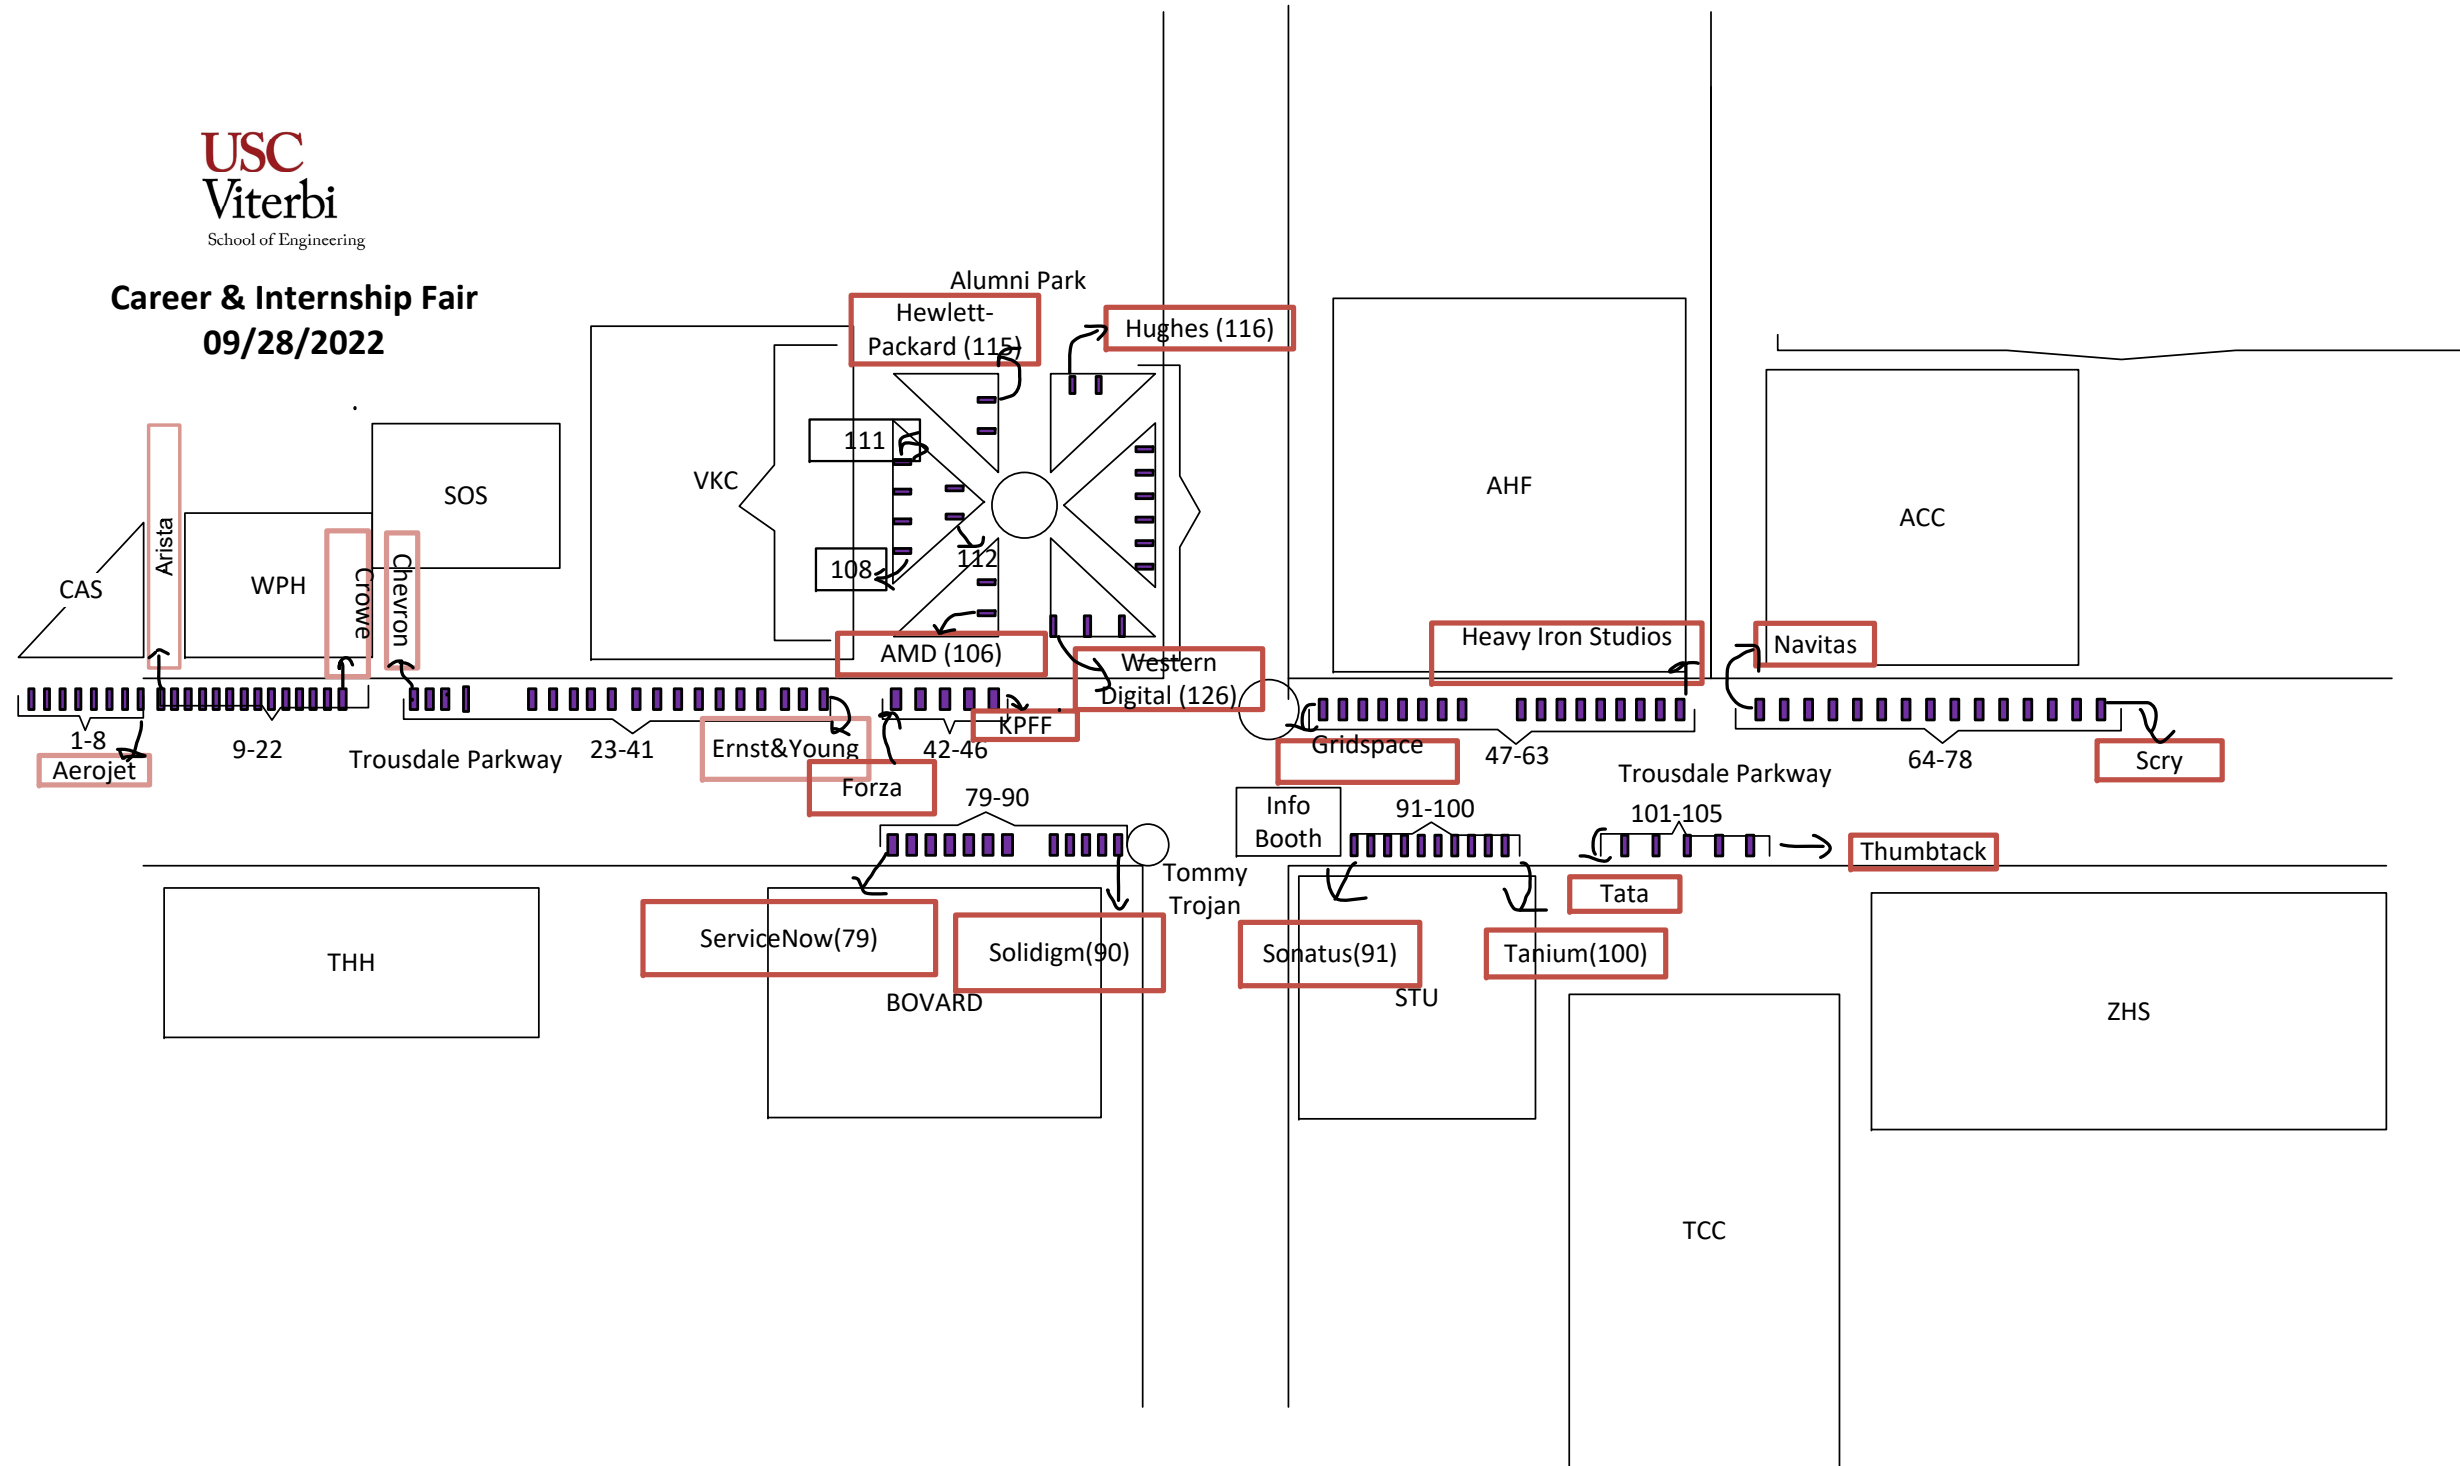 USC
Viterbi
School of Engineering
Career & Internship Fair
09/28/2022
Alumni Park
Hewlett-
Packard (115)
Hughes (116)
111
108
112
AMD (106)
Western
Digital (126)
VKC
SOS
Arista
WPH
Crowe
Chevron
CAS
AHF
ACC
Heavy Iron Studios
Navitas
1-8
Aerojet
9-22
Trousdale Parkway
23-41
Ernst&Young
Forza
42-46
KPFF
Gridspace
47-63
Trousdale Parkway
64-78
Scry
79-90
Info
Booth
91-100
101-105
Thumbtack
Tommy
Trojan
Tata
THH
ServiceNow(79)
Solidigm(90)
BOVARD
Sonatus(91)
Tanium(100)
STU
TCC
ZHS